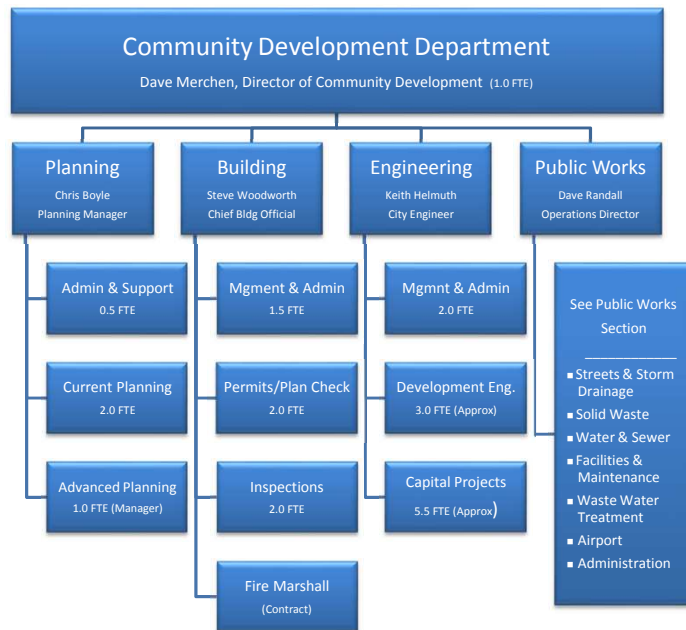 Community Development Department
Dave Merchen, Director of Community Development (1.0 FTE)
Planning
Chris Boyle
Planning Manager
Building
Steve Woodworth
Chief Bldg Official
Engineering
Keith Helmuth
City Engineer
Public Works
Dave Randall
Operations Director
Admin & Support
0.5 FTE
Current Planning
2.0 FTE
Advanced Planning
1.0 FTE (Manager)
Mgment & Admin
1.5 FTE
Permits/Plan Check
2.0 FTE
Inspections
2.0 FTE
Fire Marshall
(Contract)
Mgmnt & Admin
2.0 FTE
Development Eng.
3.0 FTE (Approx)
Capital Projects
5.5 FTE (Approx)
See Public Works
Section
____________
■ Streets & Storm
Drainage
■ Solid Waste
■ Water & Sewer
■ Facilities &
Maintenance
■ Waste Water
Treatment
■ Airport
■ Administration